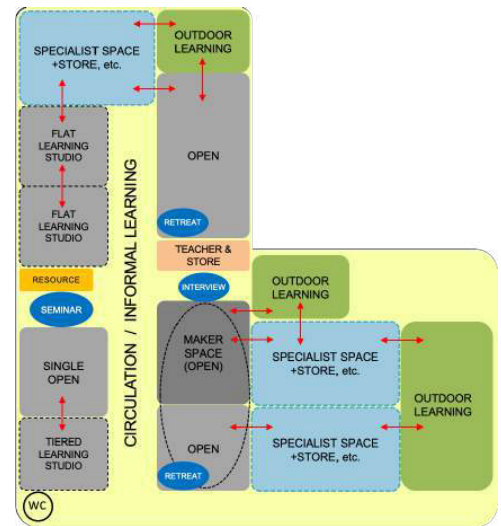 SPECIALIST SPACE
+STORE, etc.
OUTDOOR
LEARNING
FLAT
LEARNING
STUDIO
OPEN
FLAT
LEARNING
STUDIO
CIRCULATION / INFORMAL LEARNING
RETREAT
TEACHER &
STORE
RESOURCE
INTERVIEW
SEMINAR
OUTDOOR
LEARNING
MAKER
SPACE
(OPEN)
SPECIALIST SPACE
+STORE, etc.
SINGLE
OPEN
OUTDOOR
LEARNING
TIERED
LEARNING
STUDIO
OPEN
SPECIALIST SPACE
+STORE, etc.
RETREAT
WC